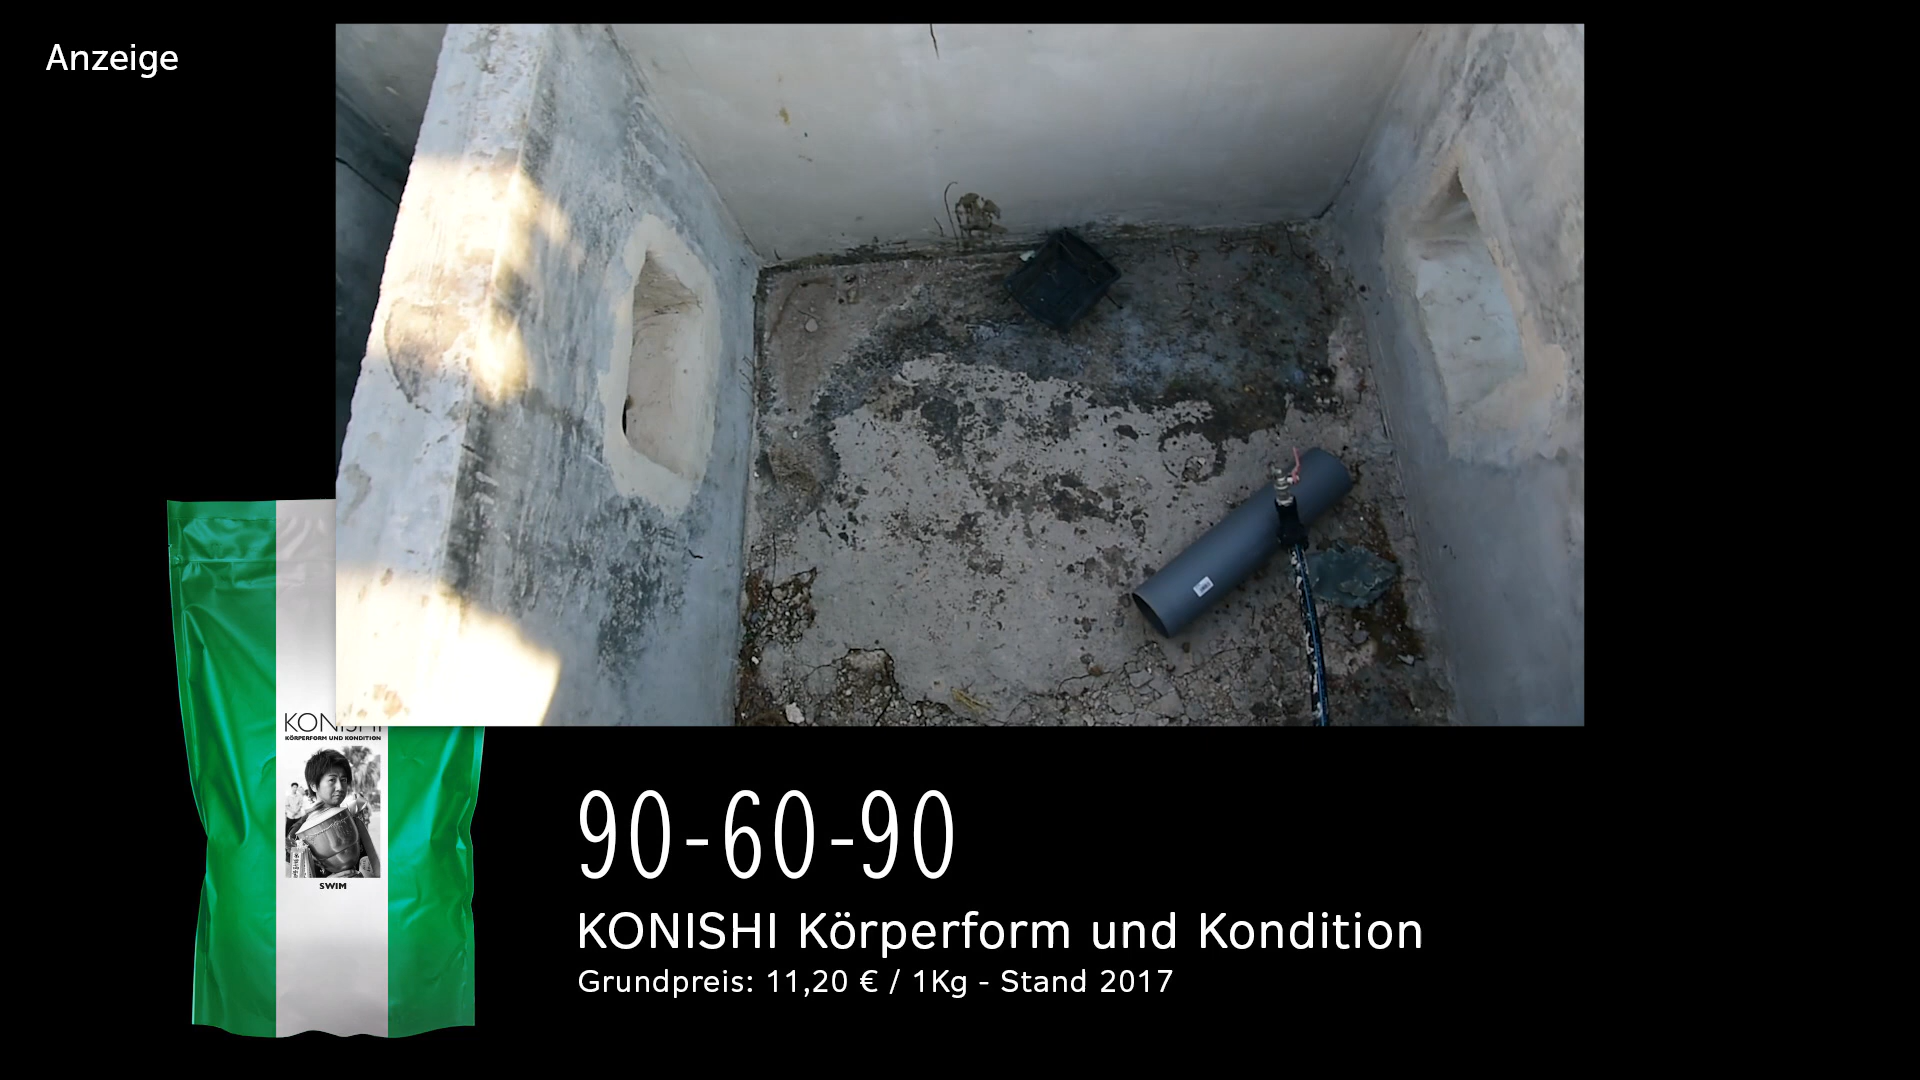 Anzeige
KONISHI
KÖRPERFORM UND KONDITION
SWIM
90-60-90
KONISHI Körperform und Kondition
Grundpreis: 11,20 € / 1Kg - Stand 2017